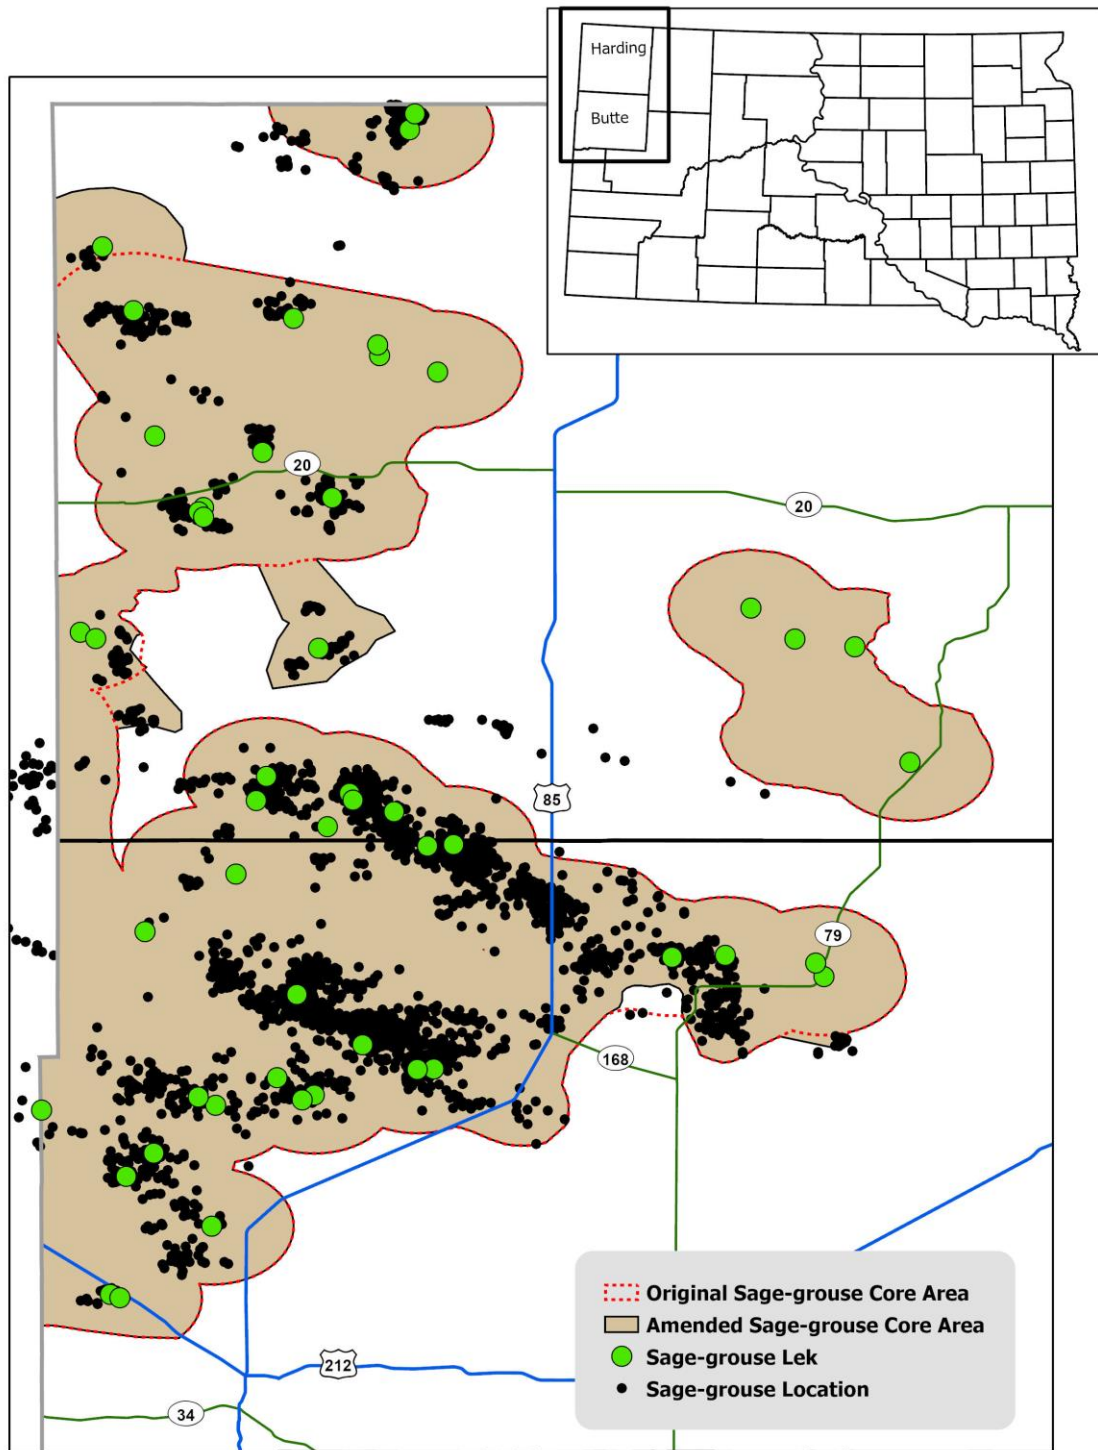 Harding
Butte
20
20
85
79
168
Original Sage-grouse Core Area
Amended Sage-grouse Core Area
Sage-grouse Lek
Sage-grouse Location
212
34